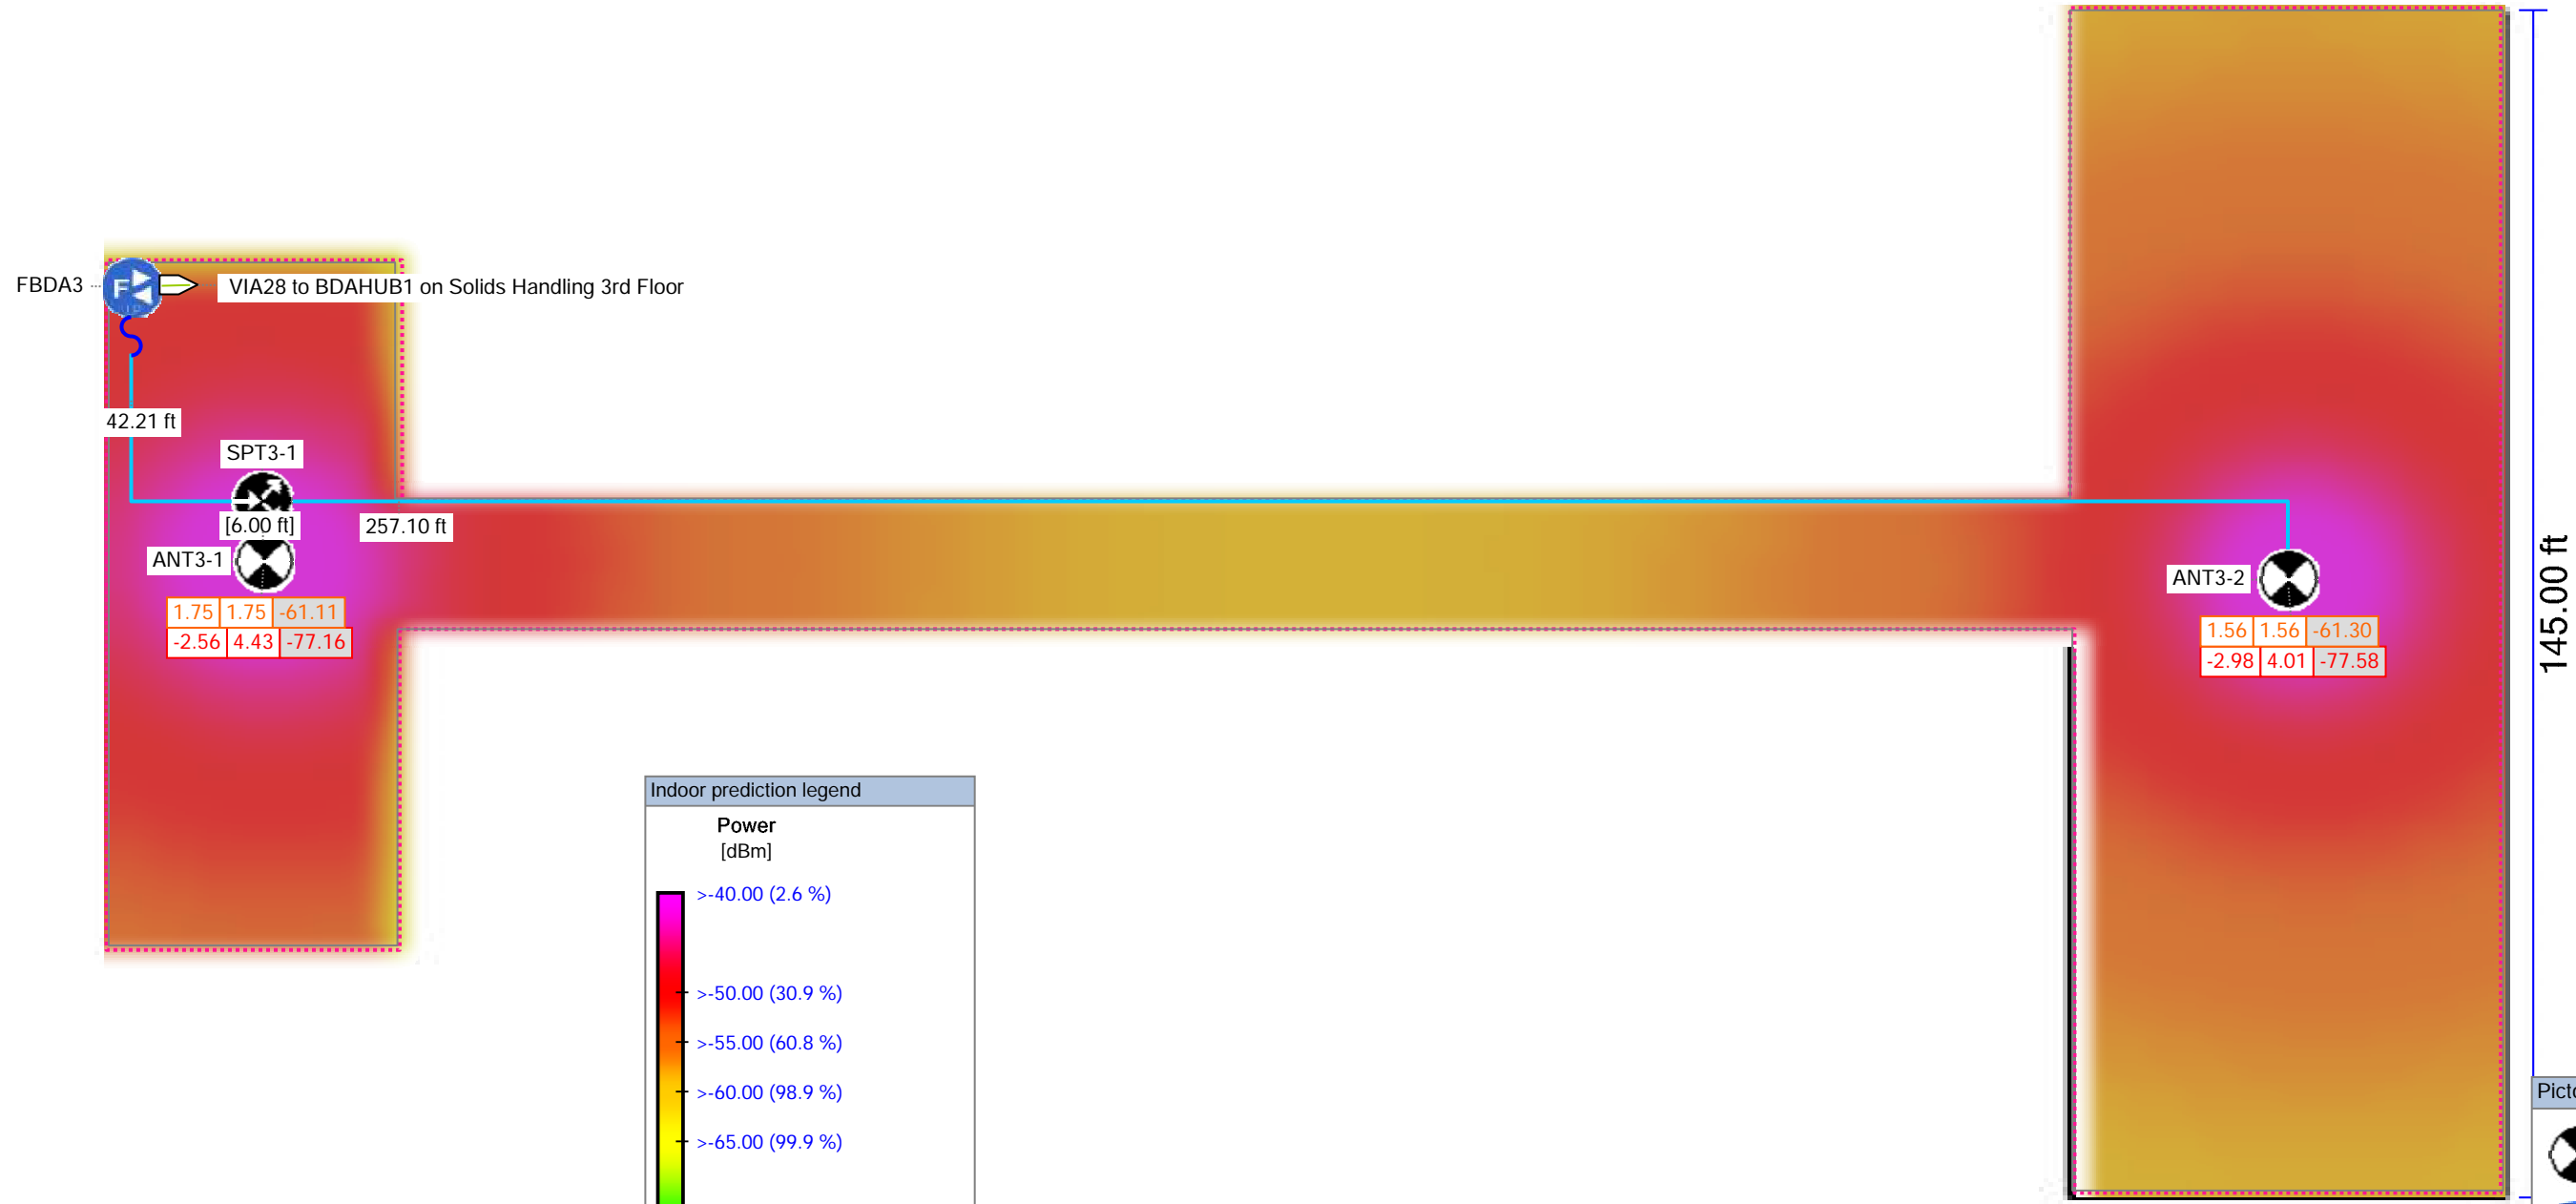 FBDA3
VIA28 to BDAHUB1 on Solids Handling 3rd Floor
42.21 ft
SPT3-1
[6.00 ft]
257.10 ft
ANT3-1
1.75 1.75 -61.11
-2.56 4.43 -77.16
ANT3-2
1.56 1.56 -61.30
-2.98 4.01 -77.58
145.00 ft
Indoor prediction legend
Power
[dBm]
>-40.00 (2.6 %)
>-50.00 (30.9 %)
>-55.00 (60.8 %)
>-60.00 (98.9 %)
>-65.00 (99.9 %)